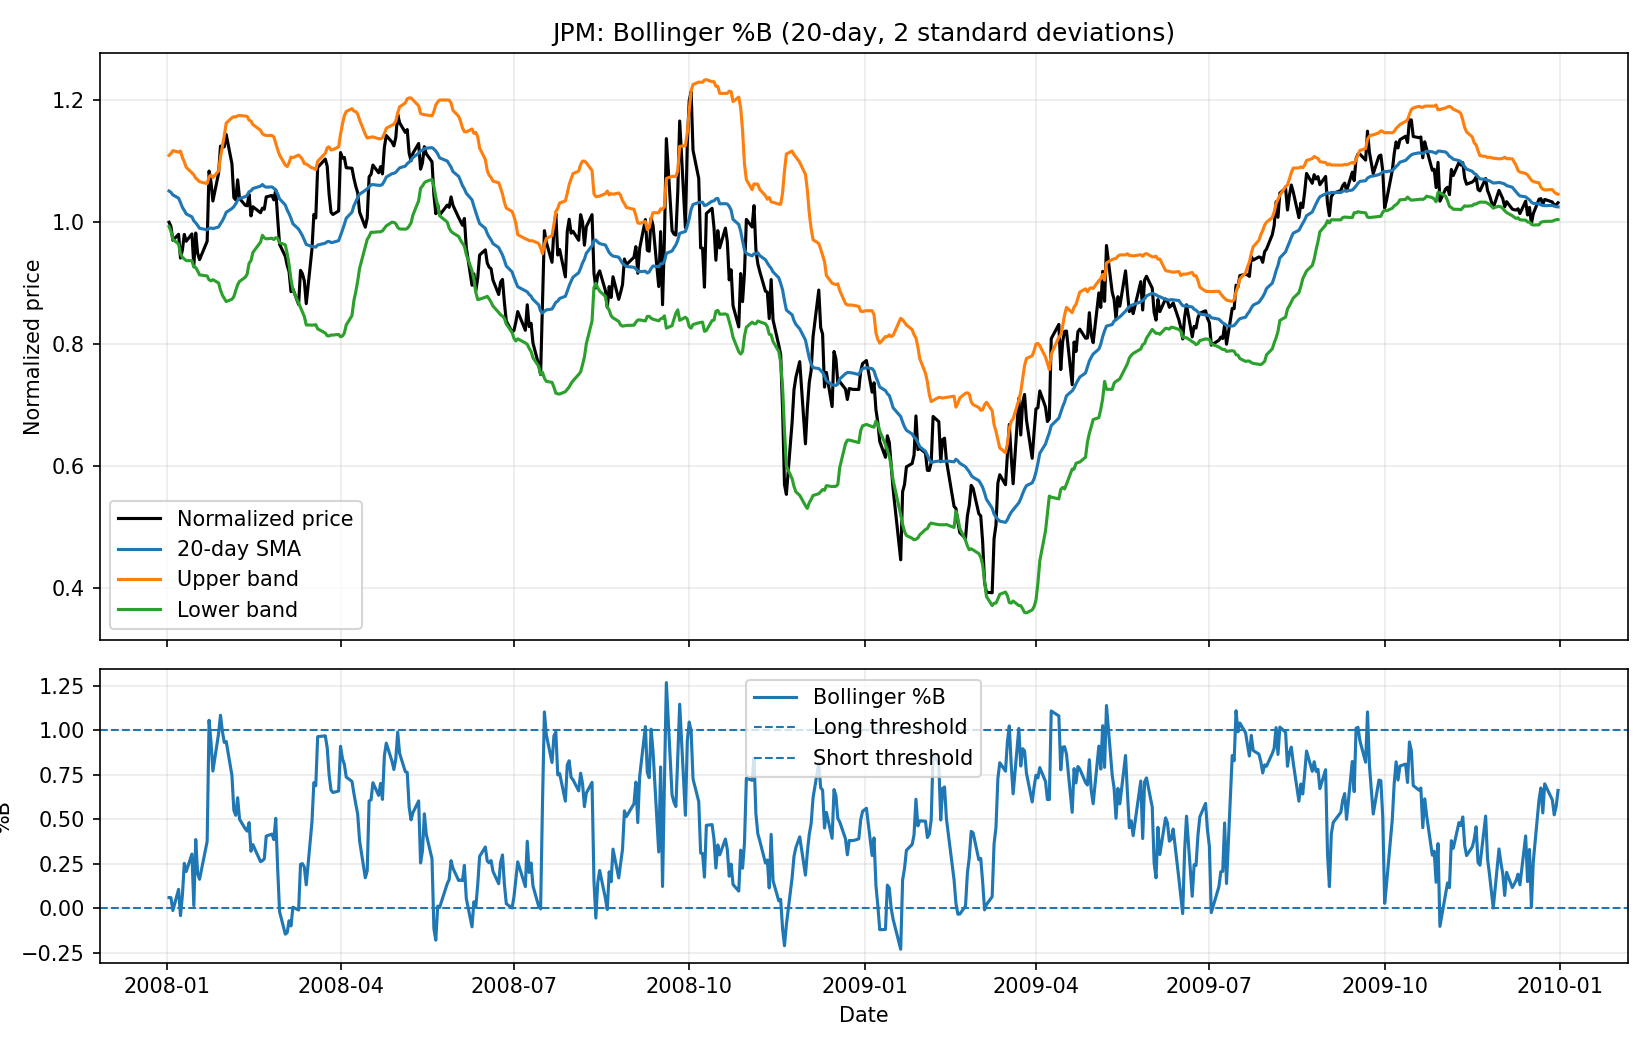 JPM: Bollinger %B (20-day, 2 standard deviations)
Normalized price
1.2
1.0
0.8
0.6
0.4
Normalized price
20-day SMA
Upper band
Lower band
%B
1.25
1.00
0.75
0.50
0.25
0.00
−0.25
Bollinger %B
Long threshold
Short threshold
2008-01 2008-04 2008-07 2008-10 2009-01 2009-04 2009-07 2009-10 2010-01
Date